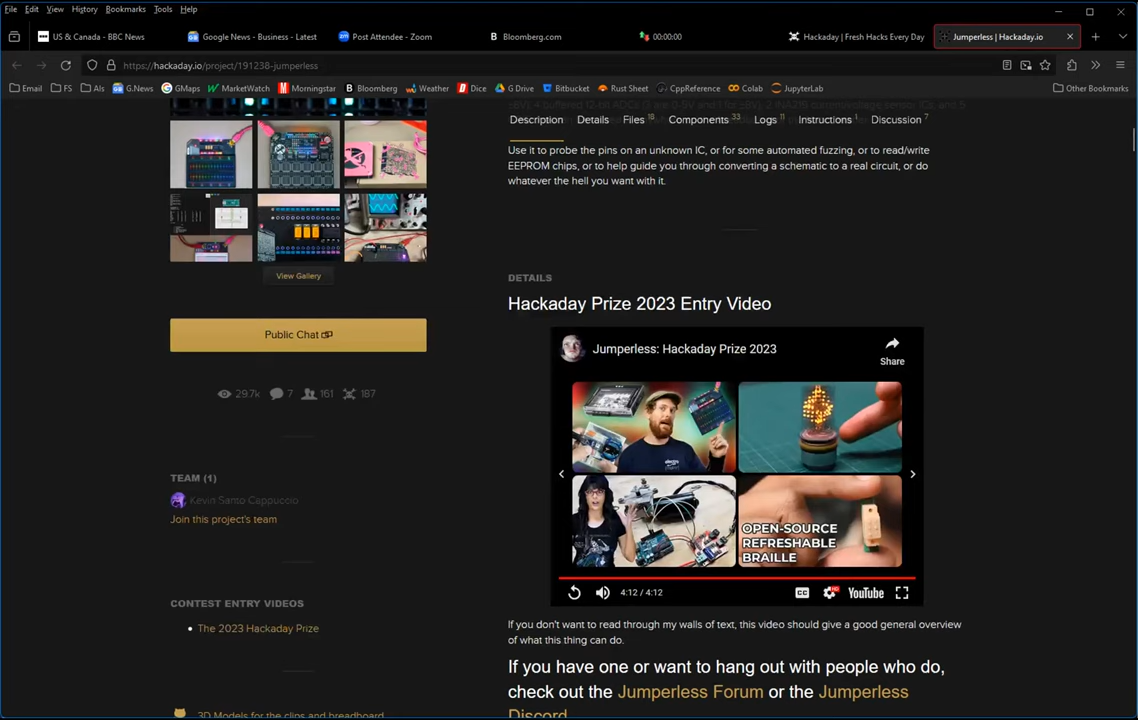 File Edit View History Bookmarks Tools Help
US & Canada - BBC News
Google News - Business - Latest
Post Attendee - Zoom
Bloomberg.com
00:00:00
Hackaday | Fresh Hacks Every Day
Jumperless | Hackaday.io
https://hackaday.io/project/191238-jumperless
Email FS AIs G.News GMaps MarketWatch Morningstar Bloomberg Weather Dice G Drive Bitbucket Rust Sheet CppReference Colab JupyterLab Other Bookmarks
Description Details Files 18 Components 33 Logs 11 Instructions 1 Discussion 7
Use it to probe the pins on an unknown IC, or for some automated fuzzing, or to read/write
EEPROM chips, or to help guide you through converting a schematic to a real circuit, or do
whatever the hell you want with it.
View Gallery
DETAILS
Hackaday Prize 2023 Entry Video
Public Chat
Jumperless: Hackaday Prize 2023
Share
29.7k 7 161 187
TEAM (1)
Kevin Santo Cappuccio
Join this project's team
OPEN-SOURCE
REFRESHABLE
BRAILLE
4:12 / 4:12
CC
HD
YouTube
CONTEST ENTRY VIDEOS
The 2023 Hackaday Prize
If you don't want to read through my walls of text, this video should give a good general overview
of what this thing can do.
If you have one or want to hang out with people who do,
check out the Jumperless Forum or the Jumperless
Discord
3D Models for the clips and breadboard